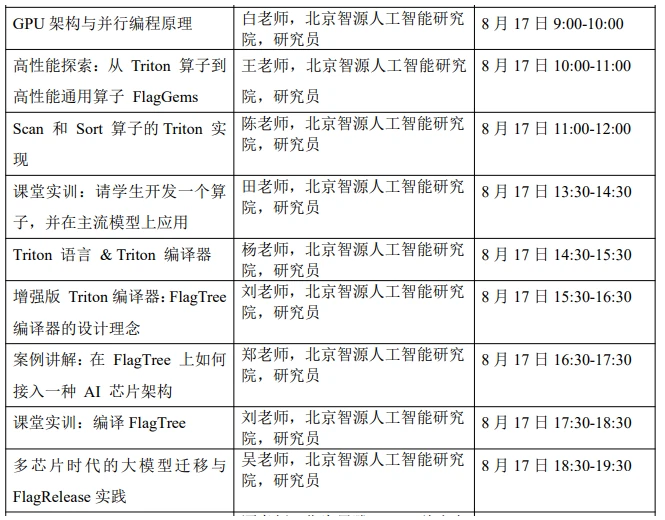 GPU 架构与并行编程原理
白老师，北京智源人工智能研究
院，研究员
8 月 17 日 9:00-10:00
高性能探索：从 Triton 算子到
高性能通用算子 FlagGems
王老师，北京智源人工智能研究
院，研究员
8 月 17 日 10:00-11:00
Scan 和 Sort 算子的 Triton 实
现
陈老师，北京智源人工智能研究
院，研究员
8 月 17 日 11:00-12:00
课堂实训：请学生开发一个算
子，并在主流模型上应用
田老师，北京智源人工智能研究
院，研究员
8 月 17 日 13:30-14:30
Triton 语言 & Triton 编译器
杨老师，北京智源人工智能研究
院，研究员
8 月 17 日 14:30-15:30
增强版 Triton编译器：FlagTree
编译器的设计理念
刘老师，北京智源人工智能研究
院，研究员
8 月 17 日 15:30-16:30
案例讲解：在 FlagTree 上如何
接入一种 AI 芯片架构
郑老师，北京智源人工智能研究
院，研究员
8 月 17 日 16:30-17:30
课堂实训：编译FlagTree
刘老师，北京智源人工智能研究
院，研究员
8 月 17 日 17:30-18:30
多芯片时代的大模型迁移与
FlagRelease 实践
吴老师，北京智源人工智能研究
院，研究员
8 月 17 日 18:30-19:30